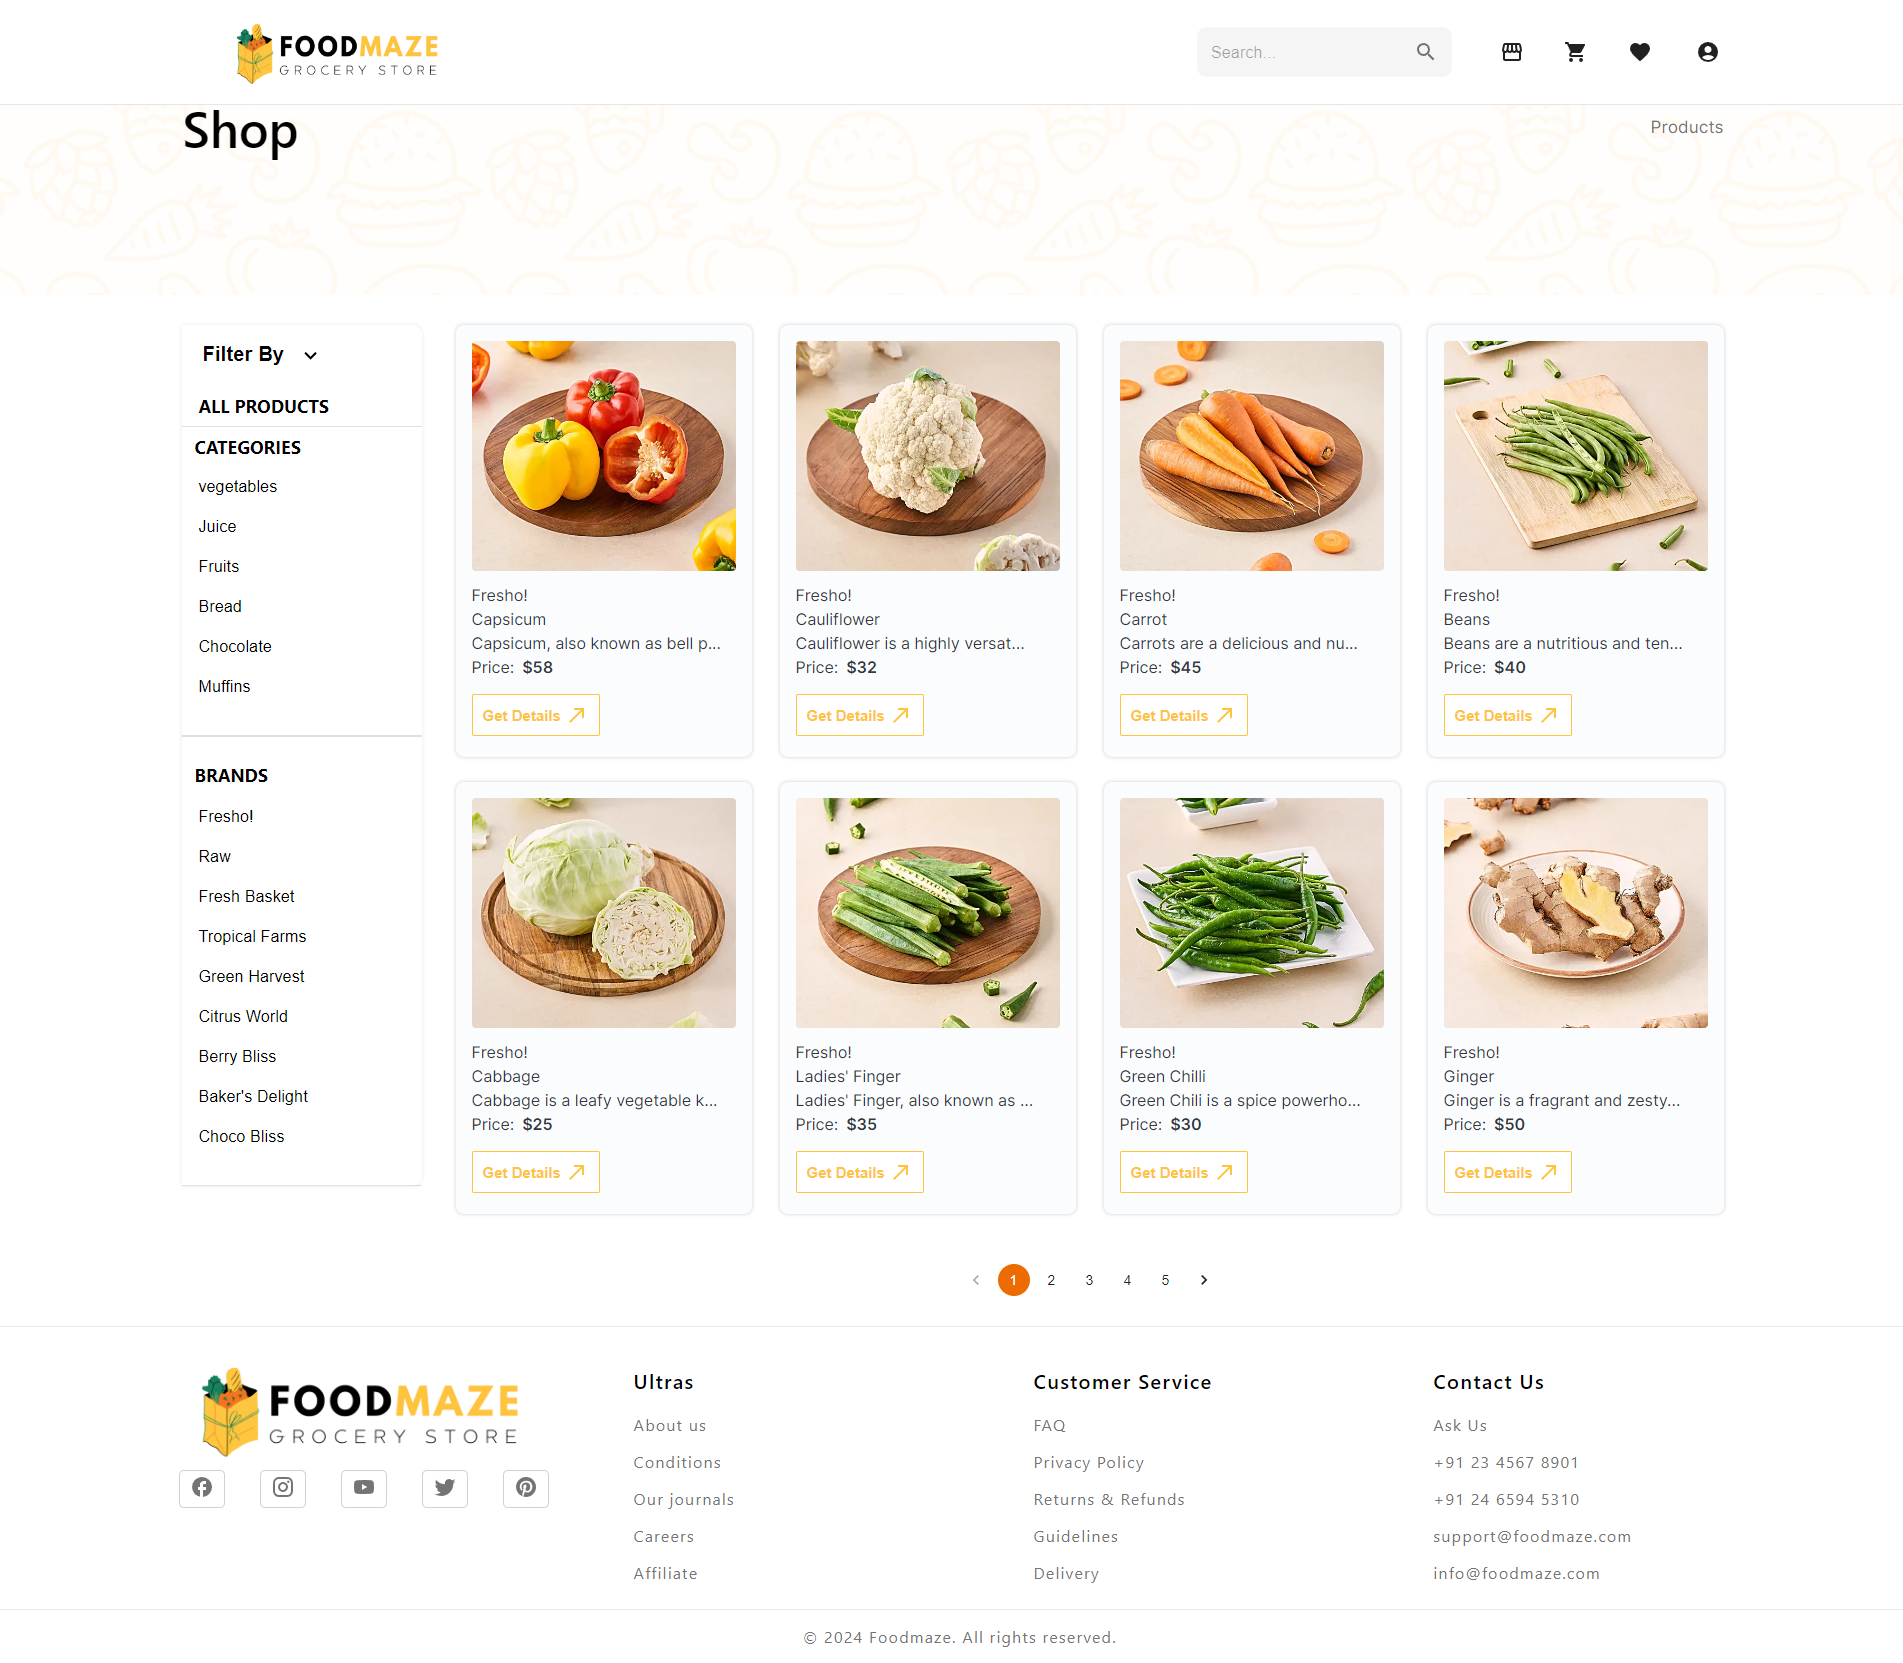 FOODMAZE
GROCERY STORE
Search...
Shop
Products
Filter By
ALL PRODUCTS
CATEGORIES
vegetables
Juice
Fruits
Bread
Chocolate
Muffins
BRANDS
Fresho!
Raw
Fresh Basket
Tropical Farms
Green Harvest
Citrus World
Berry Bliss
Baker's Delight
Choco Bliss
Fresho!
Capsicum
Capsicum, also known as bell p...
Price: $58
Get Details
Fresho!
Cauliflower
Cauliflower is a highly versat...
Price: $32
Get Details
Fresho!
Carrot
Carrots are a delicious and nu...
Price: $45
Get Details
Fresho!
Beans
Beans are a nutritious and ten...
Price: $40
Get Details
Fresho!
Cabbage
Cabbage is a leafy vegetable k...
Price: $25
Get Details
Fresho!
Ladies' Finger
Ladies' Finger, also known as ...
Price: $35
Get Details
Fresho!
Green Chilli
Green Chili is a spice powerho...
Price: $30
Get Details
Fresho!
Ginger
Ginger is a fragrant and zesty...
Price: $50
Get Details
1 2 3 4 5
FOODMAZE
GROCERY STORE
Ultras
About us
Conditions
Our journals
Careers
Affiliate
Customer Service
FAQ
Privacy Policy
Returns & Refunds
Guidelines
Delivery
Contact Us
Ask Us
+91 23 4567 8901
+91 24 6594 5310
support@foodmaze.com
info@foodmaze.com
© 2024 Foodmaze. All rights reserved.